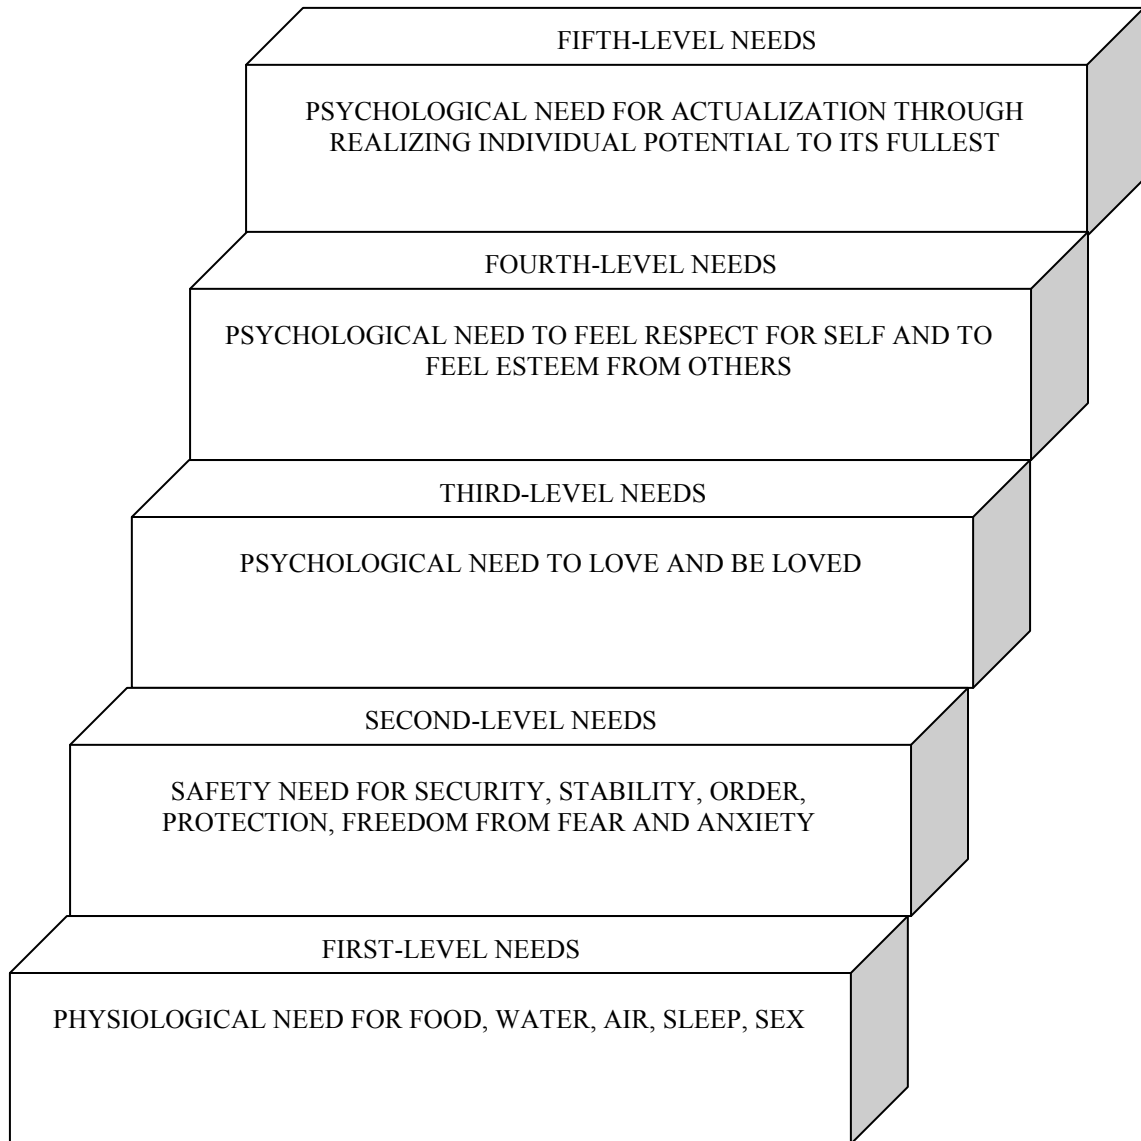 FIFTH-LEVEL NEEDS
PSYCHOLOGICAL NEED FOR ACTUALIZATION THROUGH
REALIZING INDIVIDUAL POTENTIAL TO ITS FULLEST
FOURTH-LEVEL NEEDS
PSYCHOLOGICAL NEED TO FEEL RESPECT FOR SELF AND TO
FEEL ESTEEM FROM OTHERS
THIRD-LEVEL NEEDS
PSYCHOLOGICAL NEED TO LOVE AND BE LOVED
SECOND-LEVEL NEEDS
SAFETY NEED FOR SECURITY, STABILITY, ORDER,
PROTECTION, FREEDOM FROM FEAR AND ANXIETY
FIRST-LEVEL NEEDS
PHYSIOLOGICAL NEED FOR FOOD, WATER, AIR, SLEEP, SEX